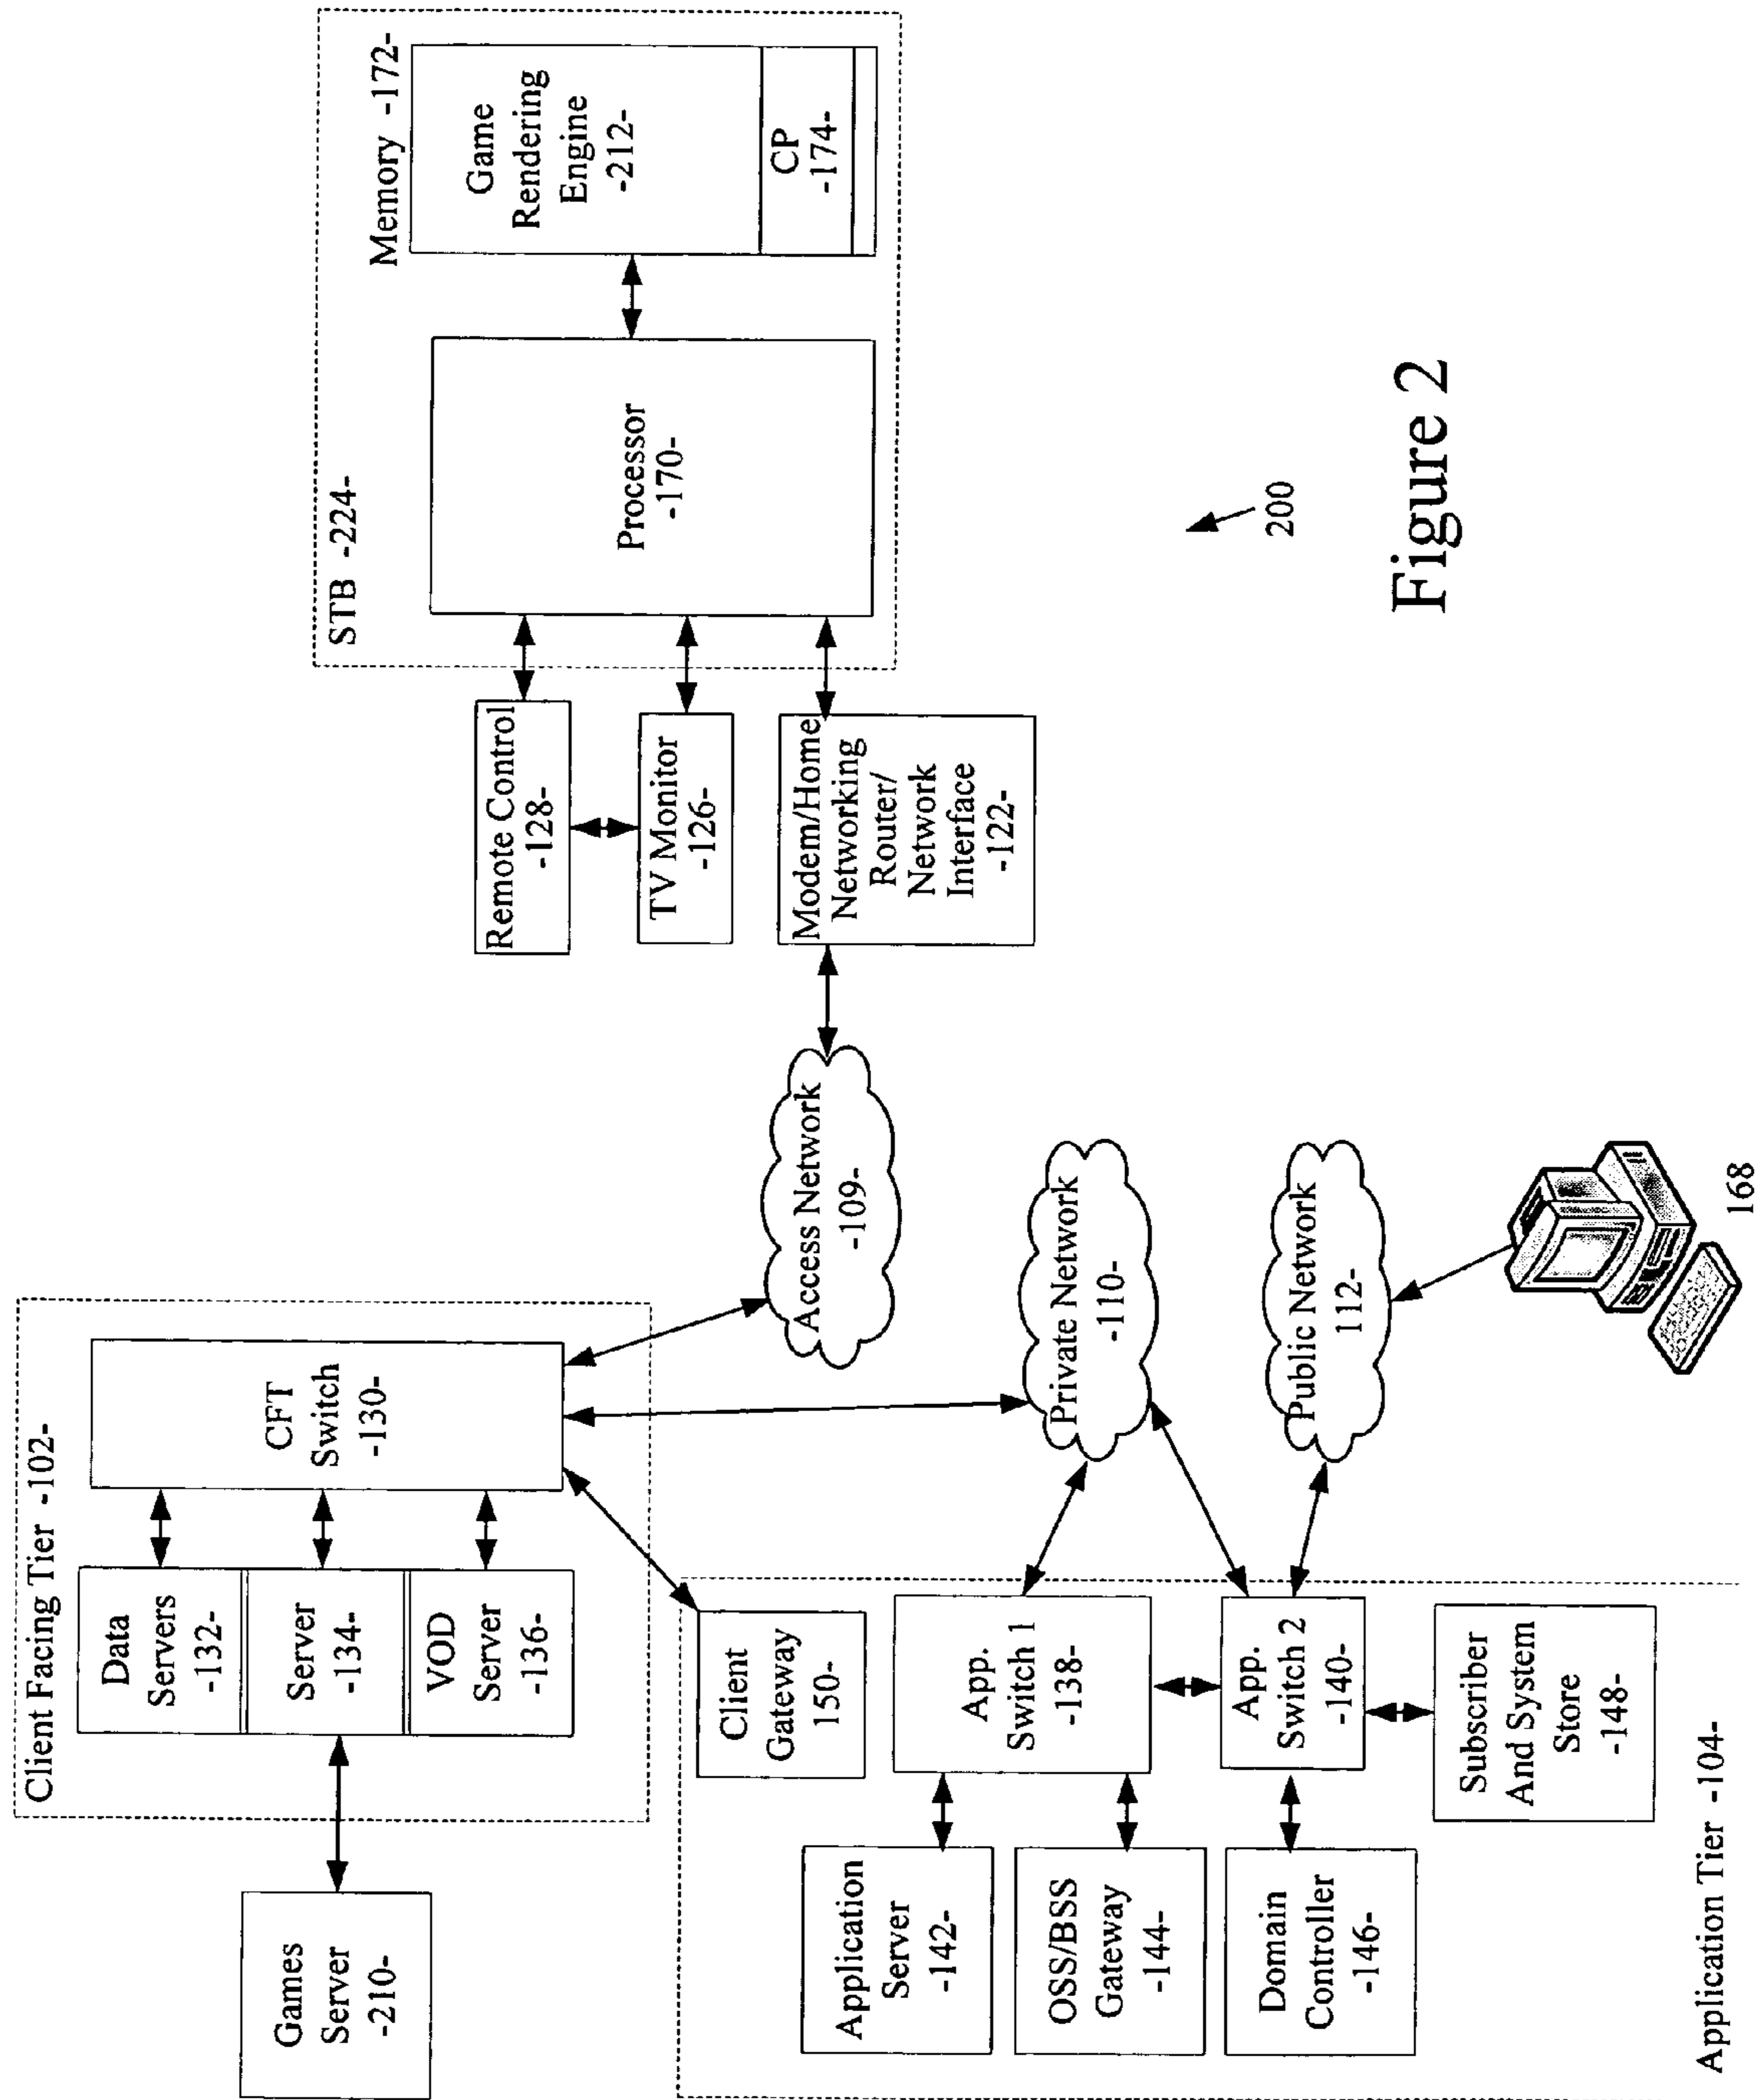 Client Facing Tier -102-
Games
Server
-210-
Data
Servers
-132-
Server
-134-
VOD
Server
-136-
CFT
Switch
-130-
Client
Gateway
150-
Application
Server
-142-
OSS/BSS
Gateway
-144-
Domain
Controller
-146-
App.
Switch 1
-138-
App.
Switch 2
-140-
Subscriber
And System
Store
-148-
Application Tier -104-
Access Network
-109-
Private Network
-110-
Public Network
112-
168
Remote Control
-128-
TV Monitor
-126-
Modem/Home
Networking
Router/
Network
Interface
-122-
STB -224-
Processor
-170-
Memory -172-
Game
Rendering
Engine
-212-
CP
-174-
200
Figure 2